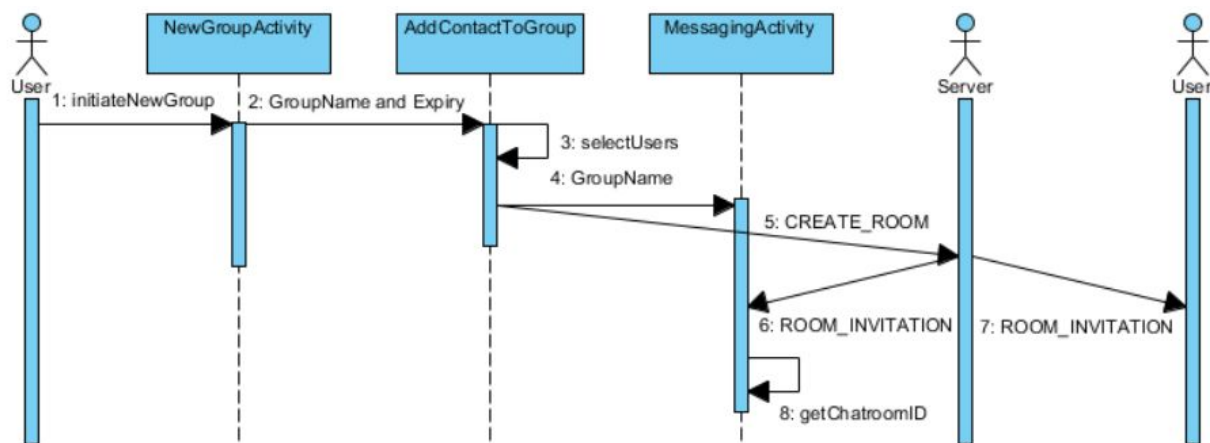 NewGroupActivity
AddContactToGroup
MessagingActivity
User
Server
User
1: initiateNewGroup
2: GroupName and Expiry
3: selectUsers
4: GroupName
5: CREATE_ROOM
6: ROOM_INVITATION
7: ROOM_INVITATION
8: getChatroomID